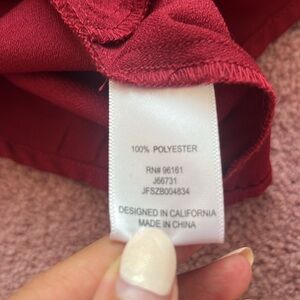 100% POLYESTER
RN# 96161
J66731
JFSZB004834
DESIGNED IN CALIFORNIA
MADE IN CHINA